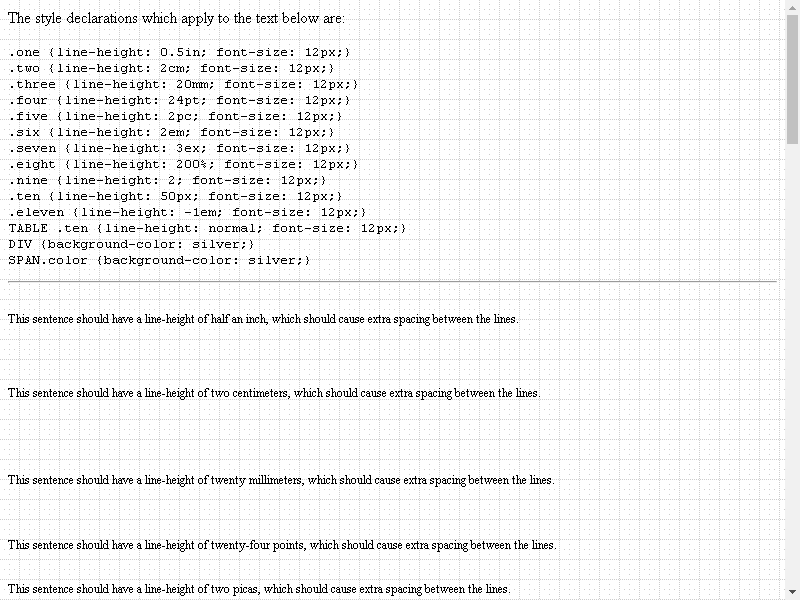 The style declarations which apply to the text below are:
.one {line-height: 0.5in; font-size: 12px;}
.two {line-height: 2cm; font-size: 12px;}
.three {line-height: 20mm; font-size: 12px;}
.four {line-height: 24pt; font-size: 12px;}
.five {line-height: 2pc; font-size: 12px;}
.six {line-height: 2em; font-size: 12px;}
.seven {line-height: 3ex; font-size: 12px;}
.eight {line-height: 200%; font-size: 12px;}
.nine {line-height: 2; font-size: 12px;}
.ten {line-height: 50px; font-size: 12px;}
.eleven {line-height: -1em; font-size: 12px;}
TABLE .ten {line-height: normal; font-size: 12px;}
DIV {background-color: silver;}
SPAN.color {background-color: silver;}
This sentence should have a line-height of half an inch, which should cause extra spacing between the lines.
This sentence should have a line-height of two centimeters, which should cause extra spacing between the lines.
This sentence should have a line-height of twenty millimeters, which should cause extra spacing between the lines.
This sentence should have a line-height of twenty-four points, which should cause extra spacing between the lines.
This sentence should have a line-height of two picas, which should cause extra spacing between the lines.